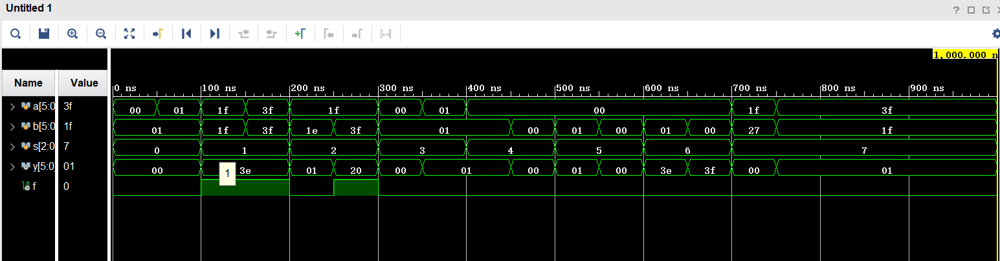 Untitled 1
?
1,000.000 n
Name Value
0 ns 100 ns 200 ns 300 ns 400 ns 500 ns 600 ns 700 ns 800 ns 900 ns
a[5:0 3f 00 01 1f 3f 1f 00 01 00 1f 3f
b[5:0 1f 01 1f 3f 1e 3f 01 00 01 00 01 00 27 1f
s[2:0 7 0 1 2 3 4 5 6 7
y[5:0] 01 00 3e 01 20 00 01 00 01 00 3e 3f 00 01
1
f 0